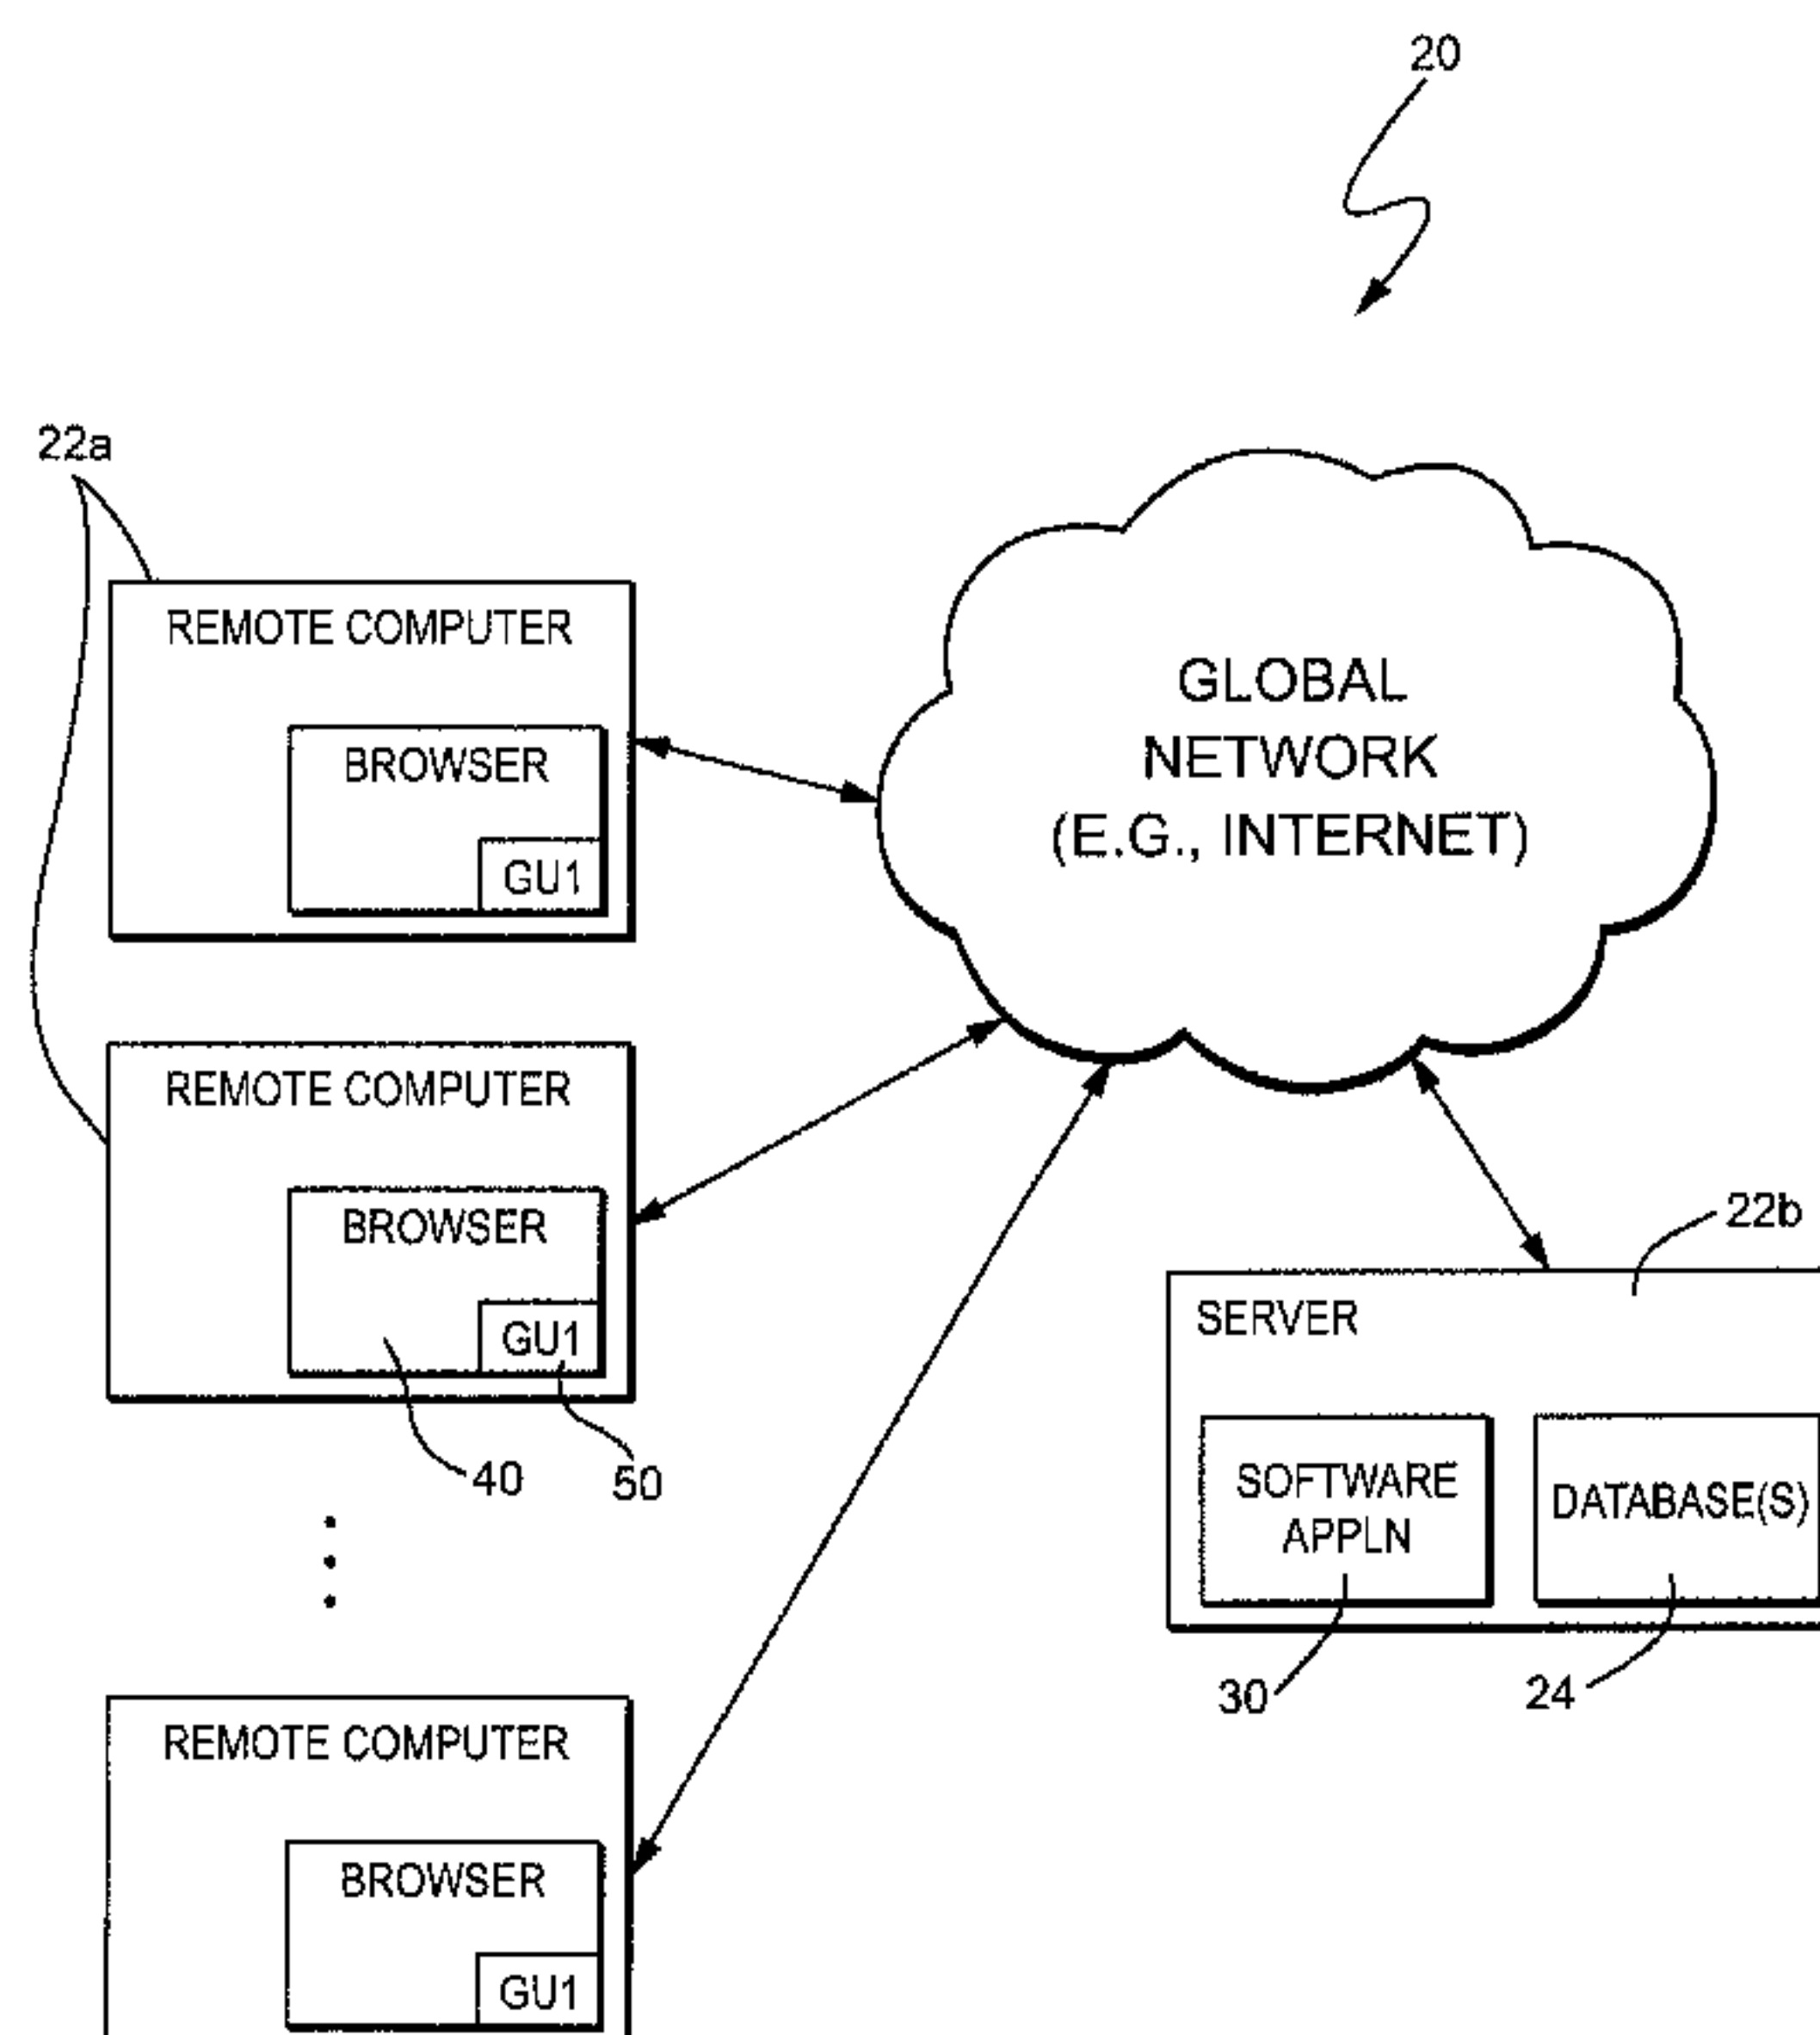 20
22a
REMOTE COMPUTER
BROWSER
GU1
GLOBAL
NETWORK
(E.G., INTERNET)
REMOTE COMPUTER
BROWSER
GU1
40
50
22b
SERVER
SOFTWARE
APPLN
DATABASE(S)
30
24
REMOTE COMPUTER
BROWSER
GU1